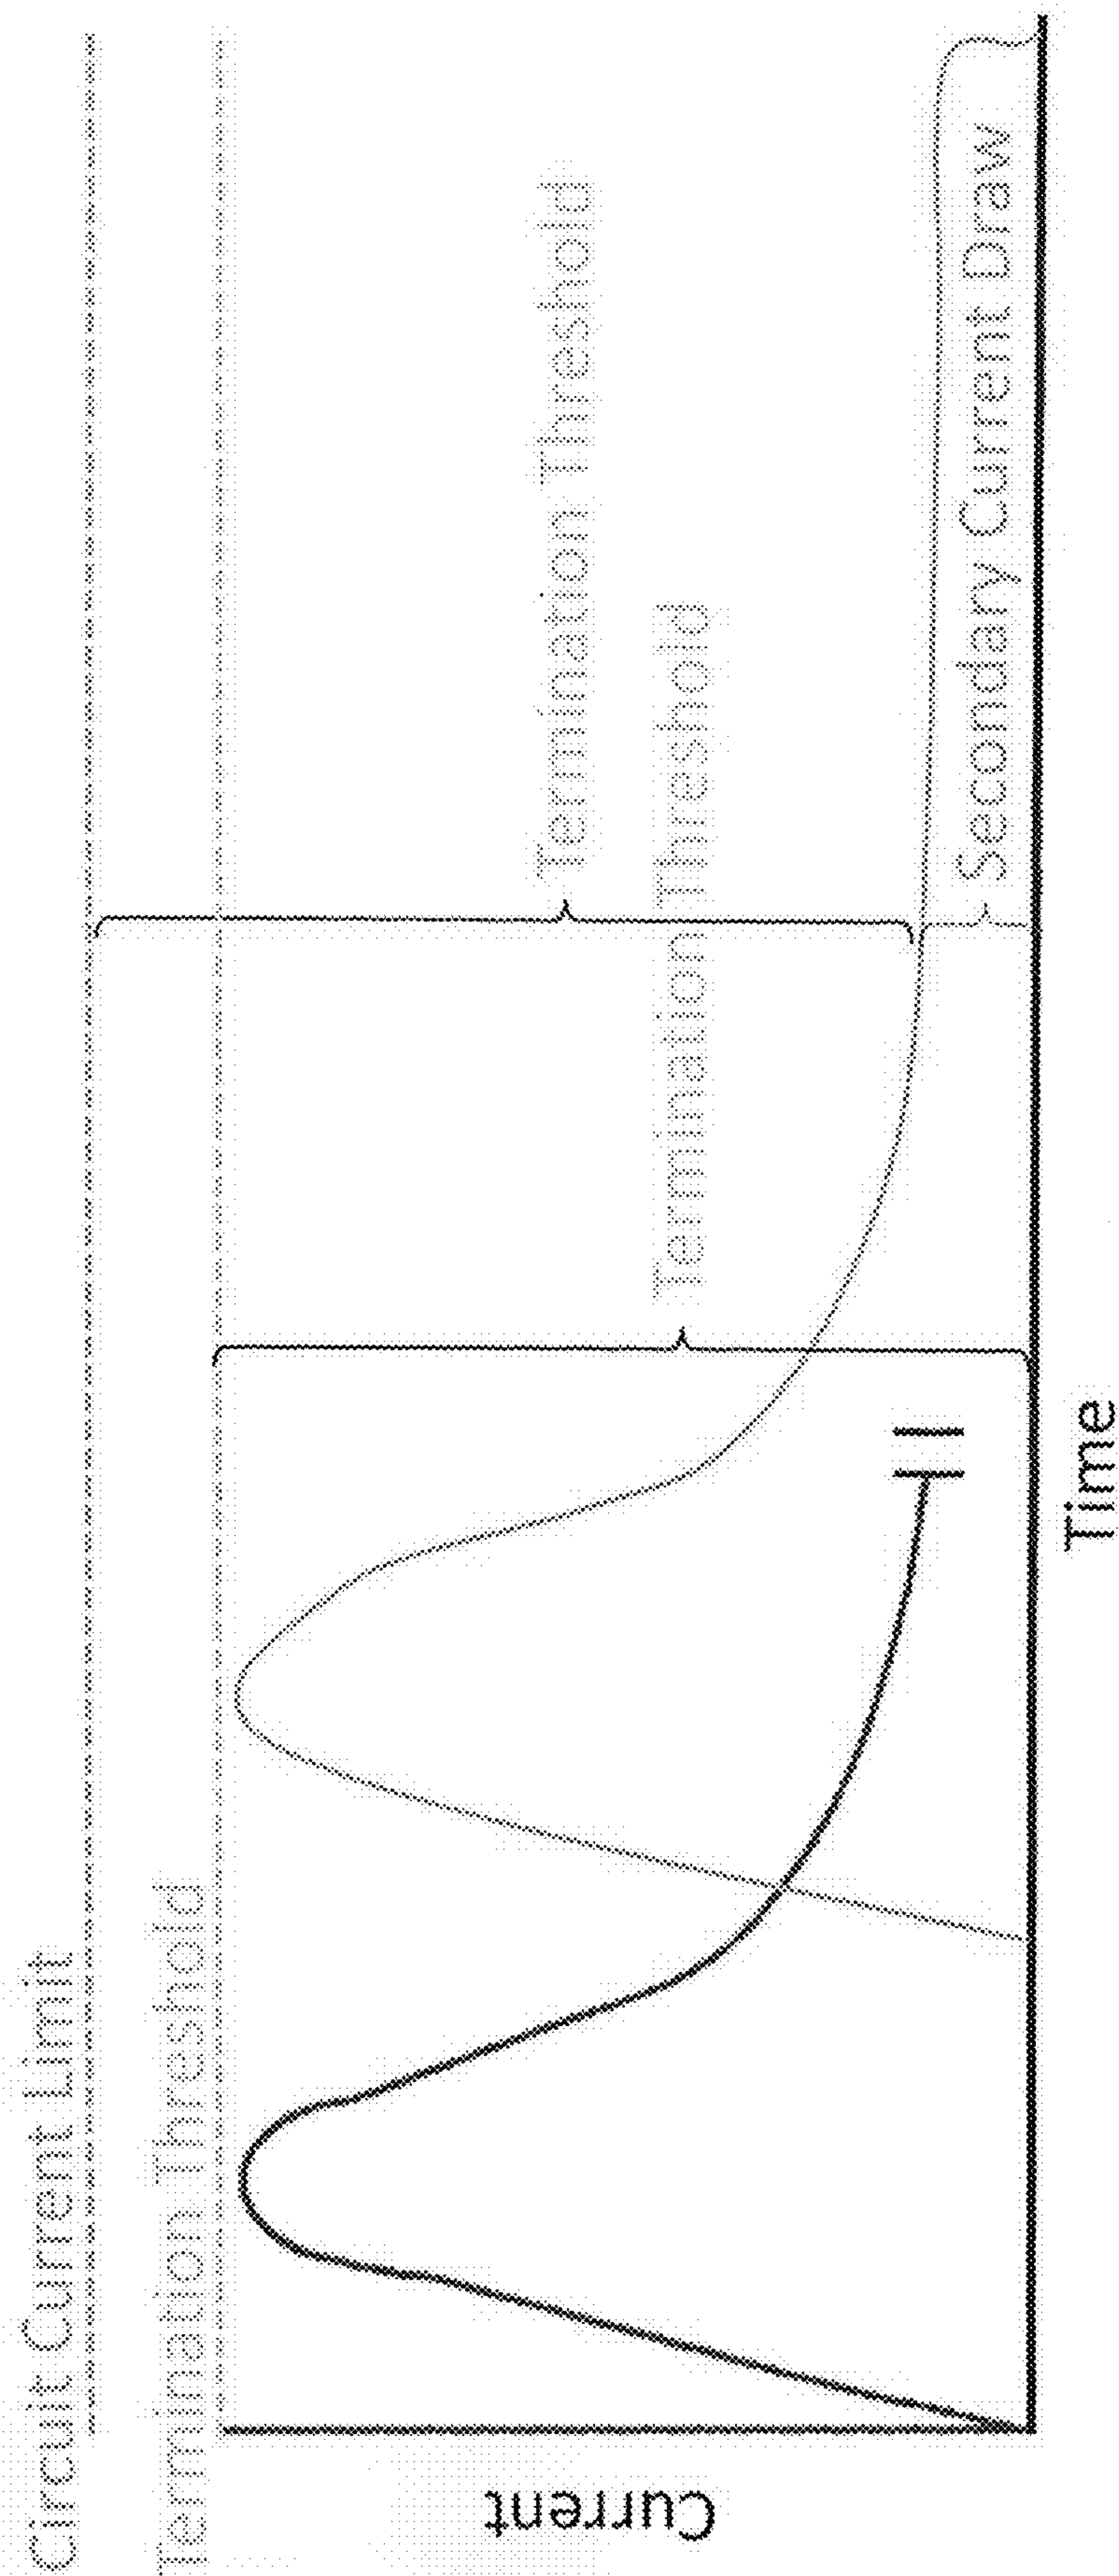 Circuit Current Limit
Termination Threshold
Termination Threshold
Termination Threshold
Secondary Current Draw
Current
Time